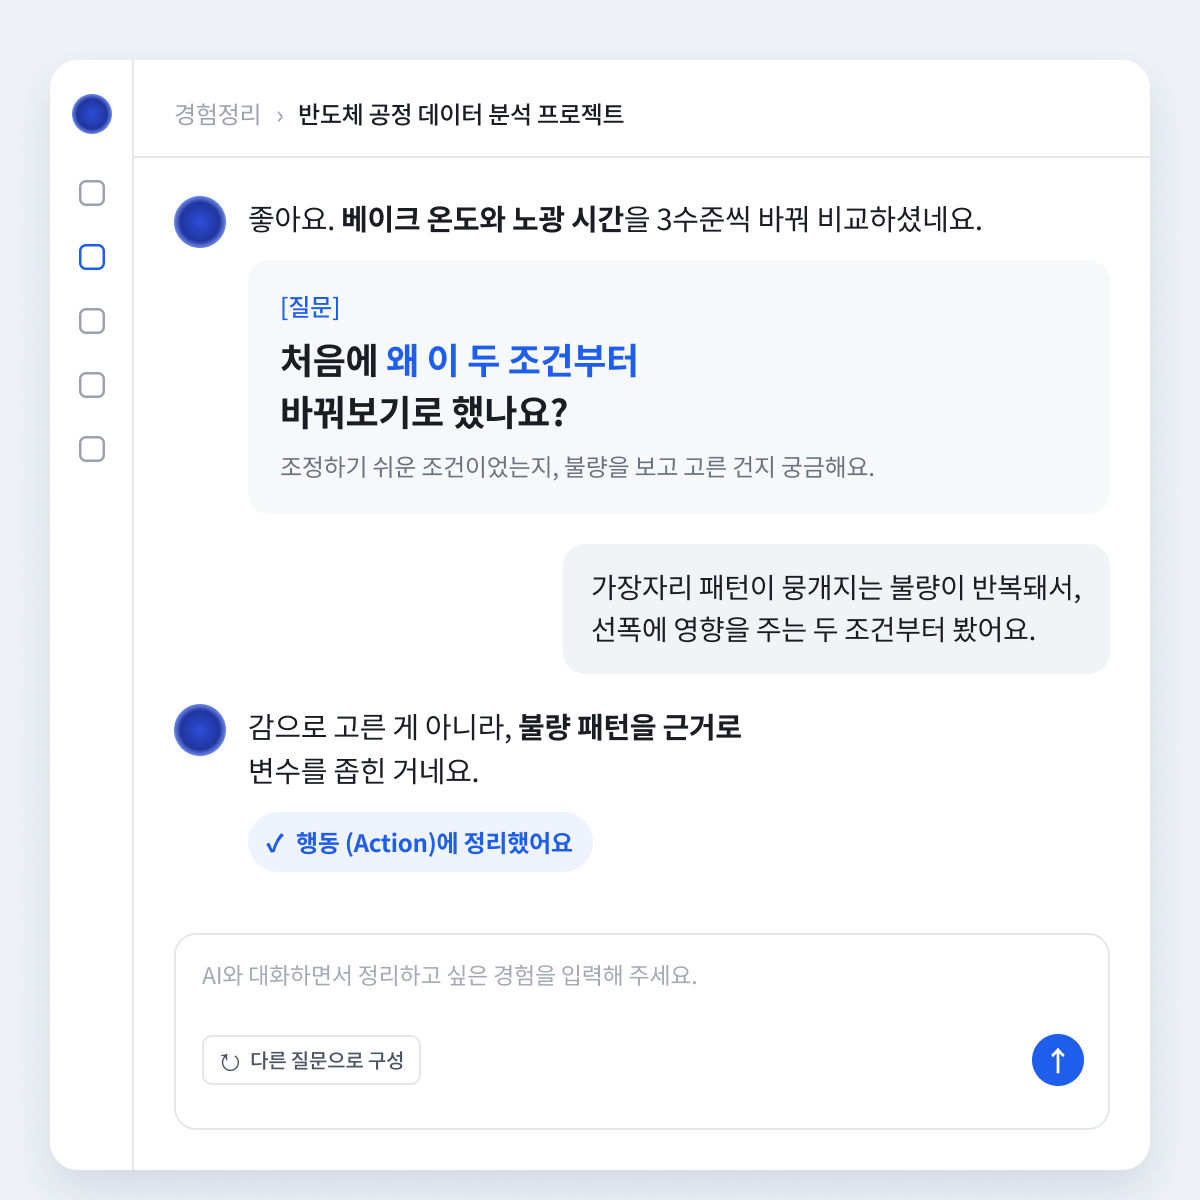 경험정리 › 반도체 공정 데이터 분석 프로젝트
좋아요. 베이크 온도와 노광 시간을 3수준씩 바꿔 비교하셨네요.
[질문]
처음에 왜 이 두 조건부터
바꿔보기로 했나요?
조정하기 쉬운 조건이었는지, 불량을 보고 고른 건지 궁금해요.
가장자리 패턴이 뭉개지는 불량이 반복돼서,
선폭에 영향을 주는 두 조건부터 봤어요.
감으로 고른 게 아니라, 불량 패턴을 근거로
변수를 좁힌 거네요.
✓ 행동 (Action)에 정리했어요
AI와 대화하면서 정리하고 싶은 경험을 입력해 주세요.
↻ 다른 질문으로 구성 ↑